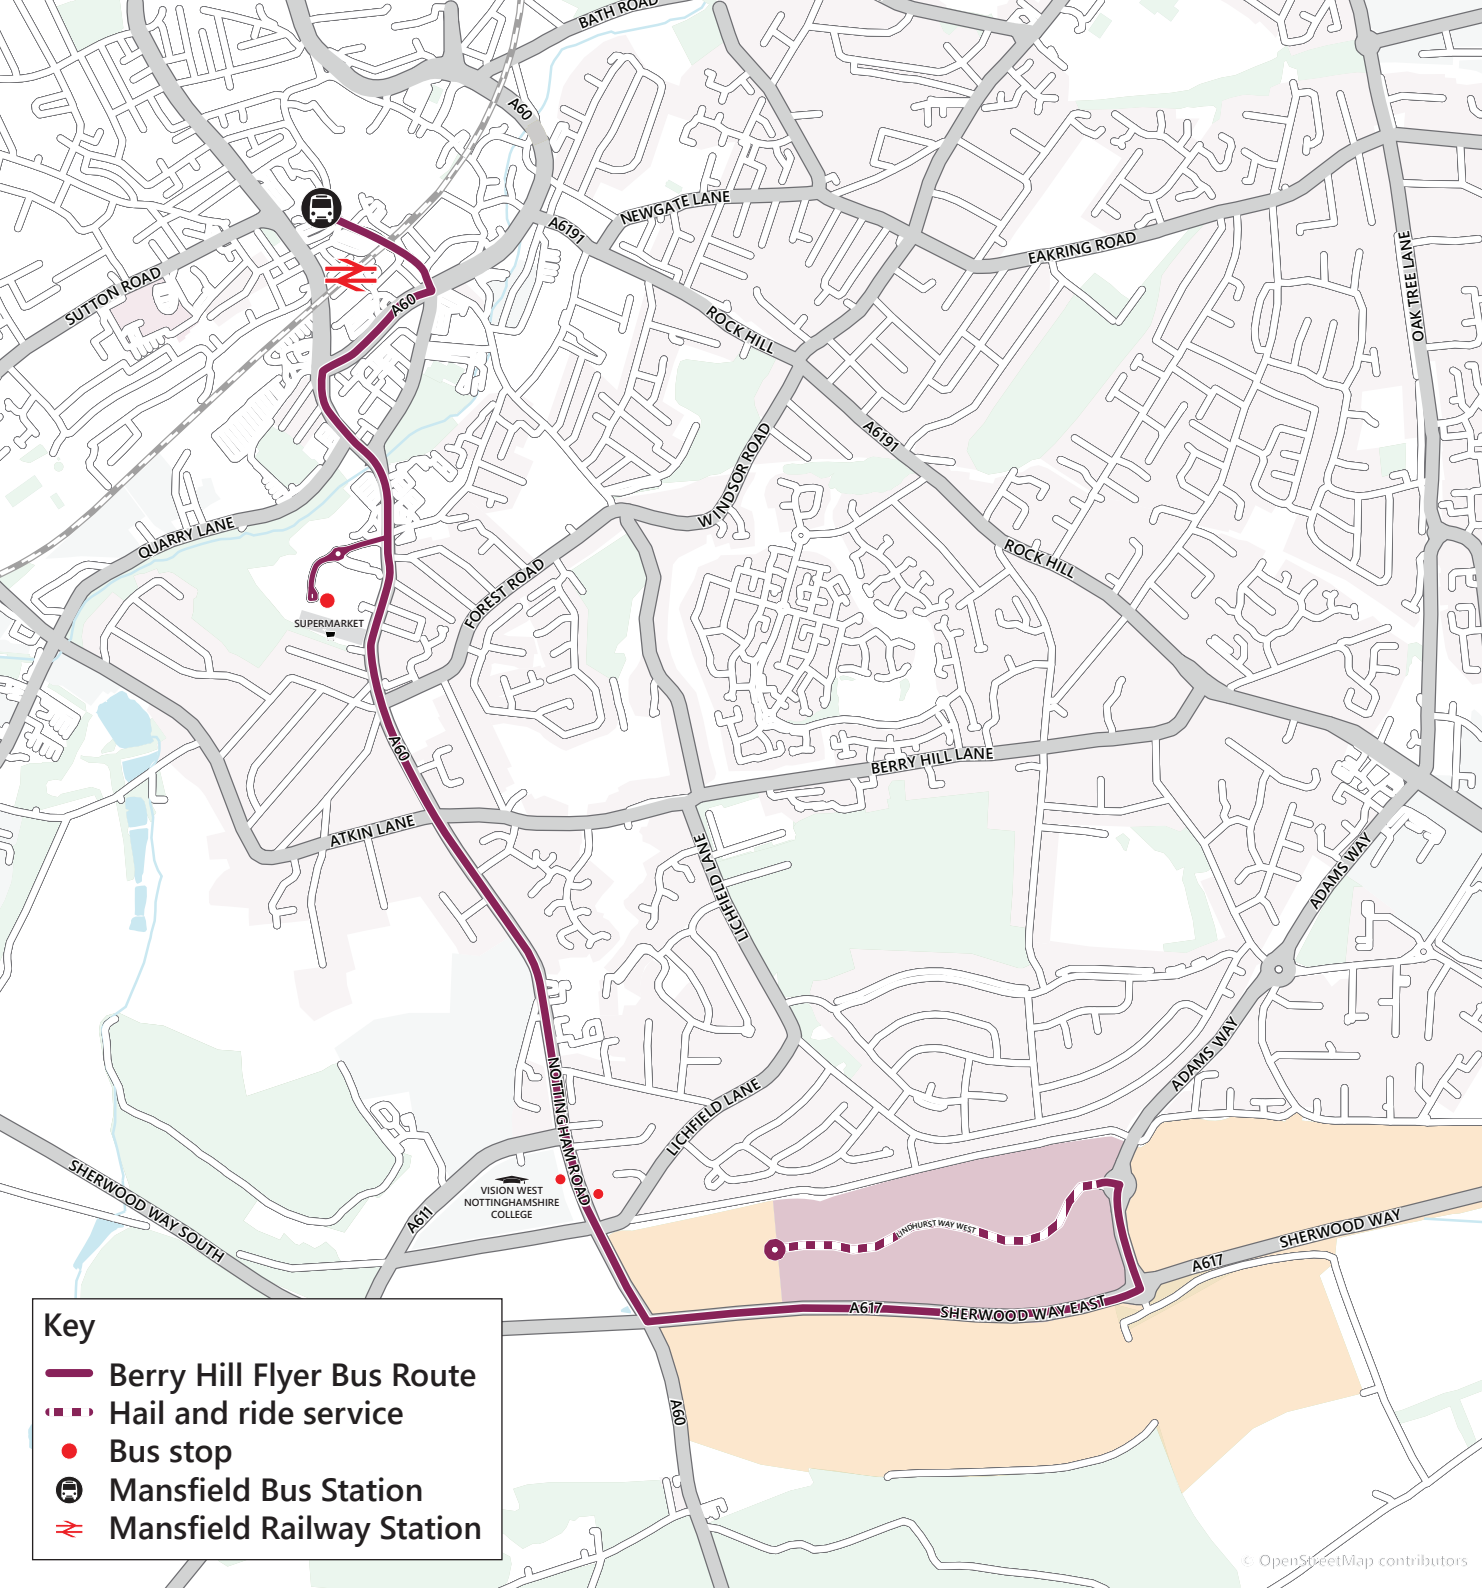 BATH ROAD
A60
NEWGATE LANE
A6191
EAKRING ROAD
OAK TREE LANE
SUTTON ROAD
A60
ROCK HILL
WINDSOR ROAD
A6191
QUARRY LANE
ROCK HILL
FOREST ROAD
SUPERMARKET
A60
BERRY HILL LANE
ATKIN LANE
LICHFIELD LANE
ADAMS WAY
ADAMS WAY
NOTTINGHAM ROAD
LICHFIELD LANE
SHERWOOD WAY SOUTH
A611
VISION WEST
NOTTINGHAMSHIRE
COLLEGE
LINDHURST WAY WEST
SHERWOOD WAY
A617
A617
SHERWOOD WAY EAST
A60
Key
Berry Hill Flyer Bus Route
Hail and ride service
Bus stop
Mansfield Bus Station
Mansfield Railway Station
© OpenStreetMap contributors